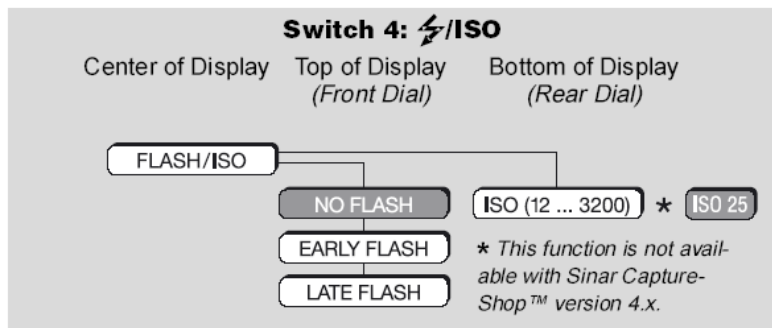 Switch 4: ⚡/ISO
Center of Display Top of Display Bottom of Display
(Front Dial) (Rear Dial)
FLASH/ISO
NO FLASH ISO (12 ... 3200) * ISO 25
EARLY FLASH
LATE FLASH
* This function is not avail-
able with Sinar Capture-
Shop™ version 4.x.